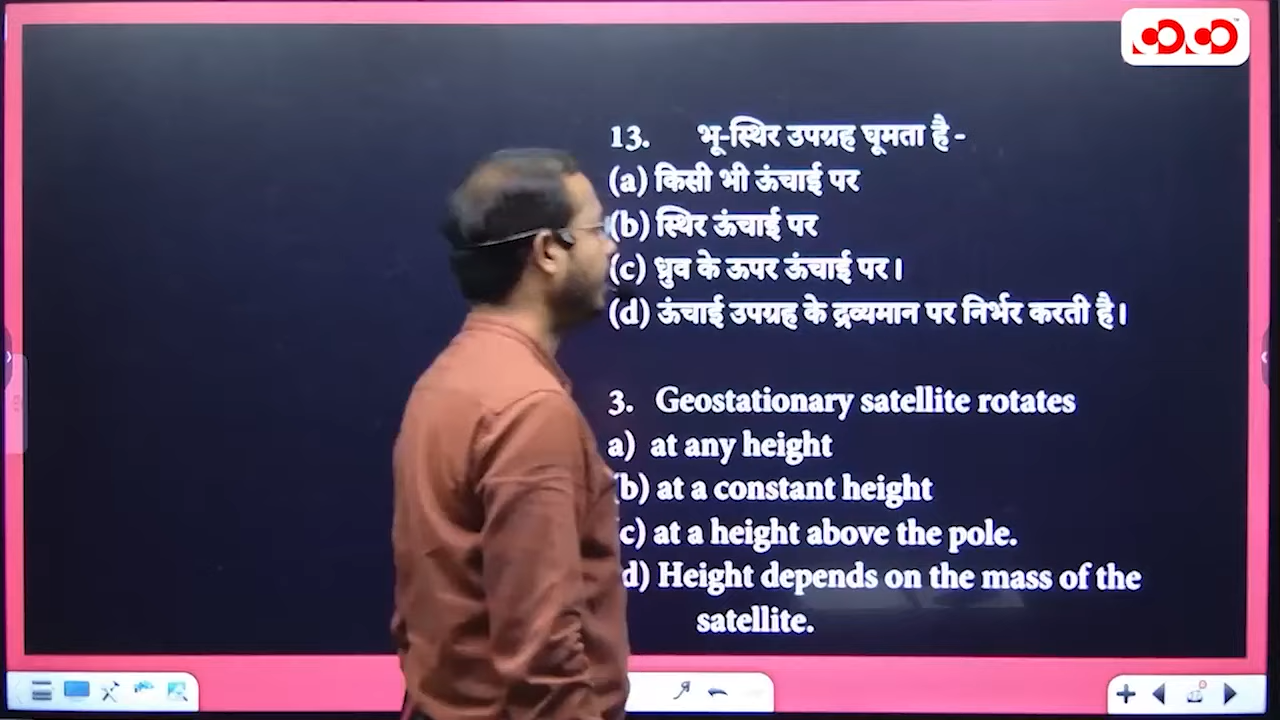 13. भू-स्थिर उपग्रह घूमता है -
(a) किसी भी ऊंचाई पर
(b) स्थिर ऊंचाई पर
(c) ध्रुव के ऊपर ऊंचाई पर।
(d) ऊंचाई उपग्रह के द्रव्यमान पर निर्भर करती है।
3. Geostationary satellite rotates
a) at any height
(b) at a constant height
c) at a height above the pole.
d) Height depends on the mass of the
satellite.